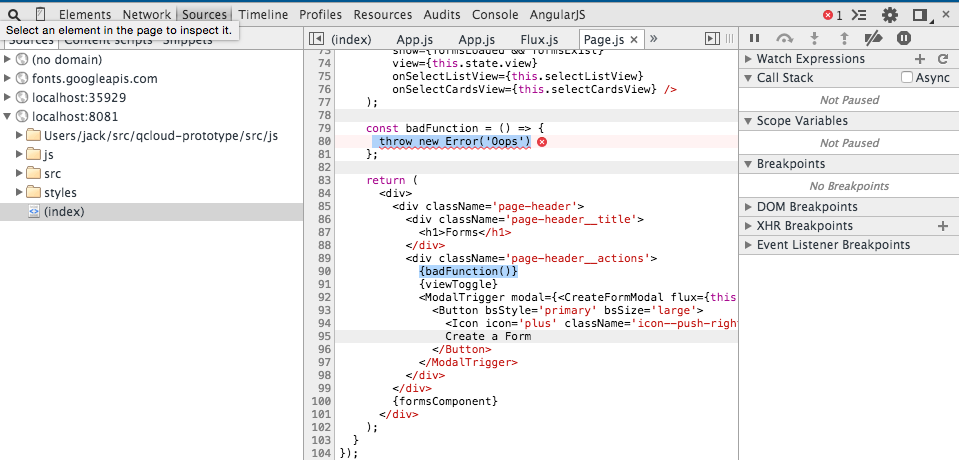 Elements Network Sources Timeline Profiles Resources Audits Console AngularJS 1
Select an element in the page to inspect it.
Sources Content scripts Snippets
(no domain)
fonts.googleapis.com
localhost:35929
localhost:8081
Users/jack/src/qcloud-prototype/src/js
js
src
styles
(index)
(index) App.js App.js Flux.js Page.js × »
73 show={formsLoaded && formsExist}
74 view={this.state.view}
75 onSelectListView={this.selectListView}
76 onSelectCardsView={this.selectCardsView} />
77 );
78
79 const badFunction = () => {
80 throw new Error('Oops')
81 };
82
83 return (
84 <div>
85 <div className='page-header'>
86 <div className='page-header__title'>
87 <h1>Forms</h1>
88 </div>
89 <div className='page-header__actions'>
90 {badFunction()}
91 {viewToggle}
92 <ModalTrigger modal={<CreateFormModal flux={this
93 <Button bsStyle='primary' bsSize='large'>
94 <Icon icon='plus' className='icon--push-righ
95 Create a Form
96 </Button>
97 </ModalTrigger>
98 </div>
99 </div>
100 {formsComponent}
101 </div>
102 );
103 }
104 });
Watch Expressions
Call Stack Async
Not Paused
Scope Variables
Not Paused
Breakpoints
No Breakpoints
DOM Breakpoints
XHR Breakpoints
Event Listener Breakpoints